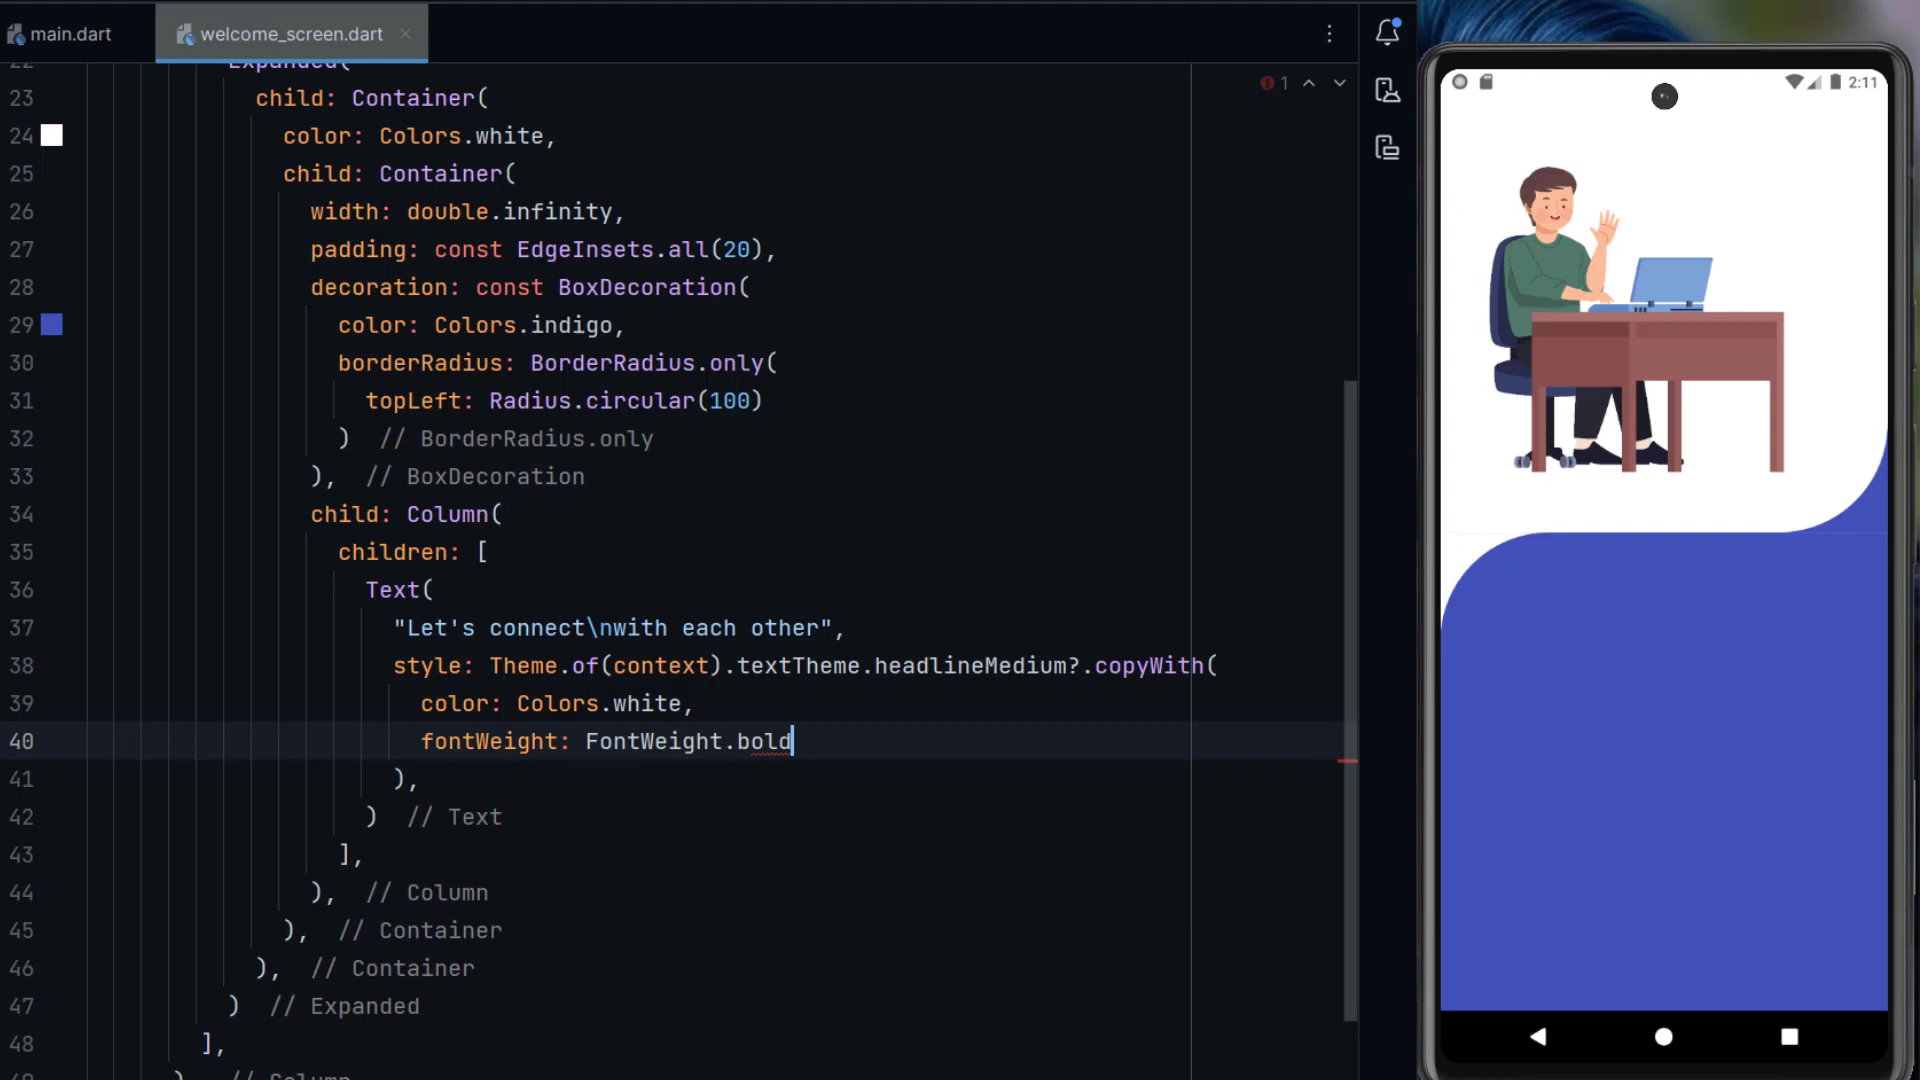 main.dart
welcome_screen.dart
1
22 Expanded(
23 child: Container(
24 color: Colors.white,
25 child: Container(
26 width: double.infinity,
27 padding: const EdgeInsets.all(20),
28 decoration: const BoxDecoration(
29 color: Colors.indigo,
30 borderRadius: BorderRadius.only(
31 topLeft: Radius.circular(100)
32 ) // BorderRadius.only
33 ), // BoxDecoration
34 child: Column(
35 children: [
36 Text(
37 "Let's connect\nwith each other",
38 style: Theme.of(context).textTheme.headlineMedium?.copyWith(
39 color: Colors.white,
40 fontWeight: FontWeight.bold
41 ),
42 ) // Text
43 ],
44 ), // Column
45 ), // Container
46 ), // Container
47 ) // Expanded
48 ],
49 ) // Column
2:11